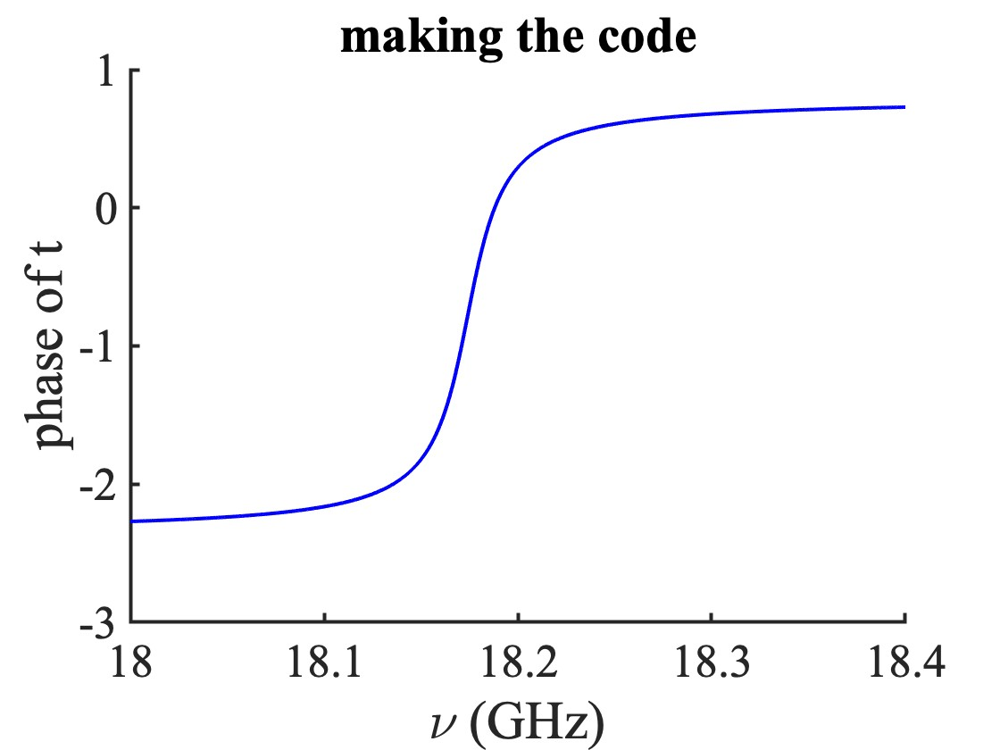 making the code
1
0
-1
-2
-3
phase of t
18 18.1 18.2 18.3 18.4
ν (GHz)